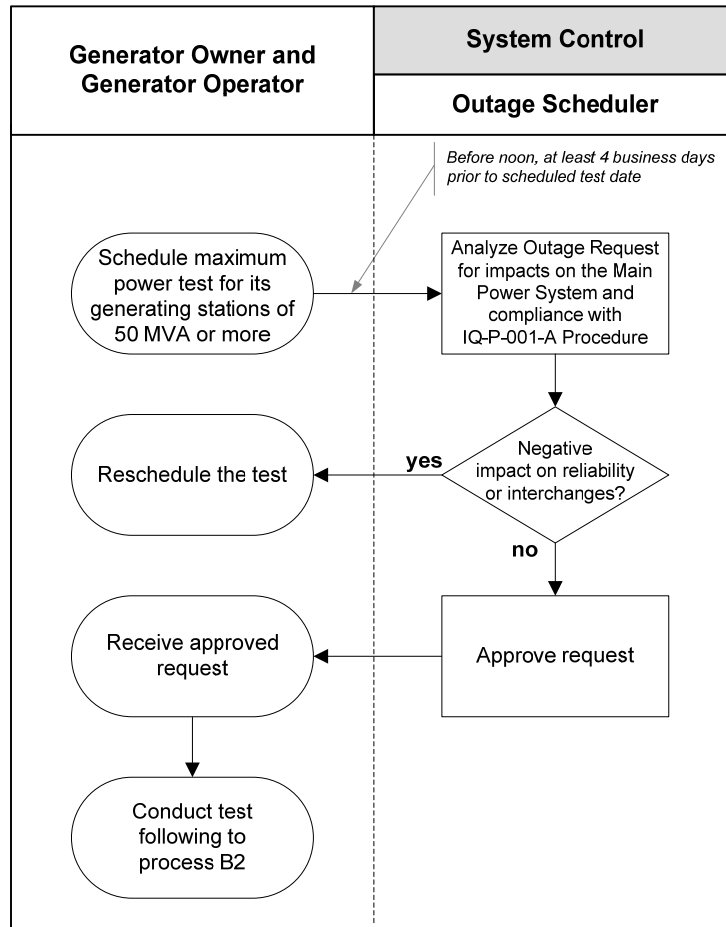 Generator Owner and
Generator Operator
System Control
Outage Scheduler
Before noon, at least 4 business days
prior to scheduled test date
Schedule maximum
power test for its
generating stations of
50 MVA or more
Analyze Outage Request
for impacts on the Main
Power System and
compliance with
IQ-P-001-A Procedure
Reschedule the test
yes
Negative
impact on reliability
or interchanges?
no
Receive approved
request
Approve request
Conduct test
following to
process B2